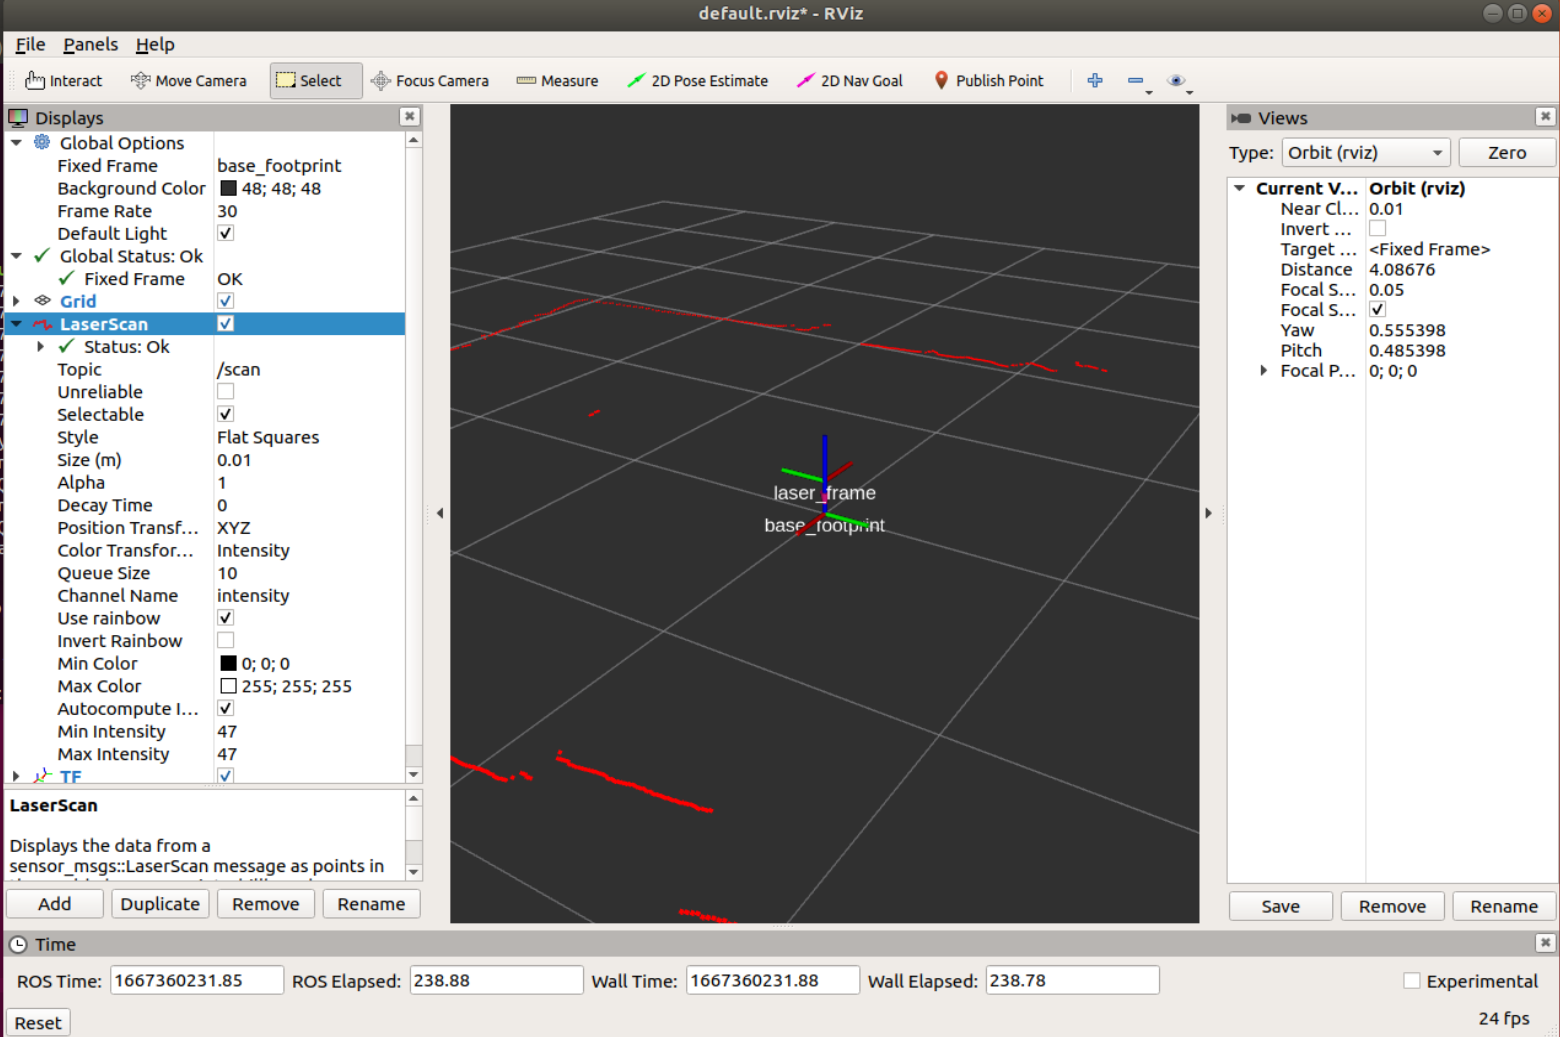 default.rviz* - RViz
File Panels Help
Interact Move Camera Select Focus Camera Measure 2D Pose Estimate 2D Nav Goal Publish Point
Displays
Global Options
Fixed Frame base_footprint
Background Color 48; 48; 48
Frame Rate 30
Default Light
Global Status: Ok
Fixed Frame OK
Grid
LaserScan
Status: Ok
Topic /scan
Unreliable
Selectable
Style Flat Squares
Size (m) 0.01
Alpha 1
Decay Time 0
Position Transf... XYZ
Color Transfor... Intensity
Queue Size 10
Channel Name intensity
Use rainbow
Invert Rainbow
Min Color 0; 0; 0
Max Color 255; 255; 255
Autocompute I...
Min Intensity 47
Max Intensity 47
TF
LaserScan
Displays the data from a
sensor_msgs::LaserScan message as points in
Add Duplicate Remove Rename
laser_frame
base_footprint
Views
Type: Orbit (rviz) Zero
Current V... Orbit (rviz)
Near Cl... 0.01
Invert ...
Target ... <Fixed Frame>
Distance 4.08676
Focal S... 0.05
Focal S...
Yaw 0.555398
Pitch 0.485398
Focal P... 0; 0; 0
Save Remove Rename
Time
ROS Time: 1667360231.85 ROS Elapsed: 238.88 Wall Time: 1667360231.88 Wall Elapsed: 238.78 Experimental
Reset 24 fps